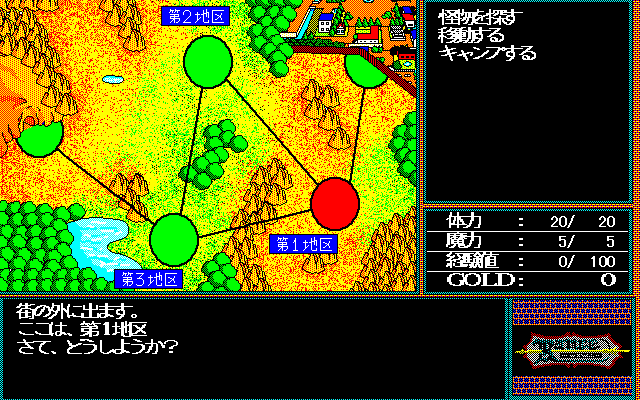 第2地区
第1地区
第3地区
怪物を探す
移動する
キャンプする
体力 : 20/ 20
魔力 : 5/ 5
経験値 : 0/ 100
GOLD: 0
街の外に出ます。
ここは、第1地区
さて、どうしようか?